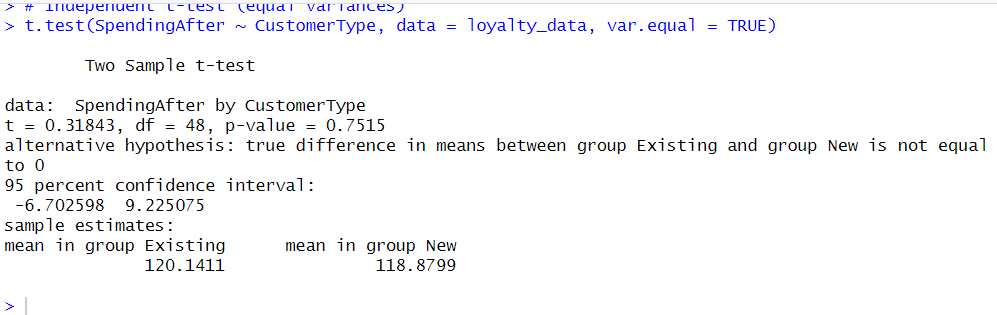 > # Independent t-test (equal variances)
> t.test(SpendingAfter ~ CustomerType, data = loyalty_data, var.equal = TRUE)
Two Sample t-test
data:  SpendingAfter by CustomerType
t = 0.31843, df = 48, p-value = 0.7515
alternative hypothesis: true difference in means between group Existing and group New is not equal
to 0
95 percent confidence interval:
-6.702598  9.225075
sample estimates:
mean in group Existing      mean in group New
120.1411               118.8799
>